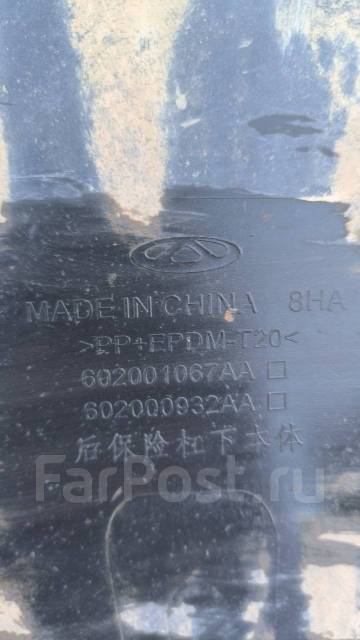 MADE IN CHINA 8HA
>PP+EPDM-T20<
602001067AA □
602000932AA □
后保险杠下本体
FarPost.ru